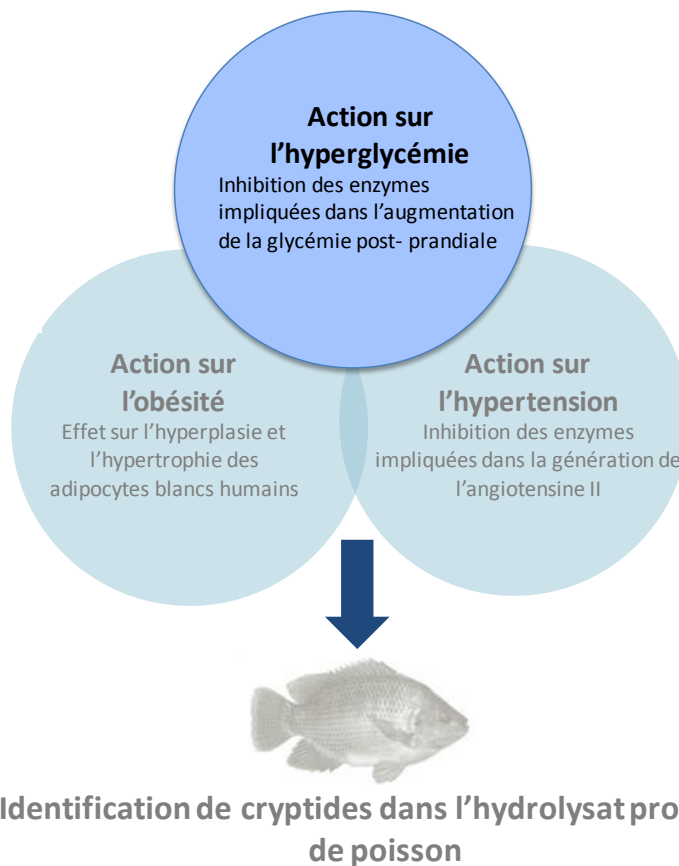 Action sur
l'hyperglycémie
Inhibition des enzymes
impliquées dans l'augmentation
de la glycémie post- prandiale
Action sur
l'obésité
Effet sur l'hyperplasie et
l'hypertrophie des
adipocytes blancs humains
Action sur
l'hypertension
Inhibition des enzymes
impliquées dans la génération de
l'angiotensine II
Identification de cryptides dans l'hydrolysat pro
de poisson